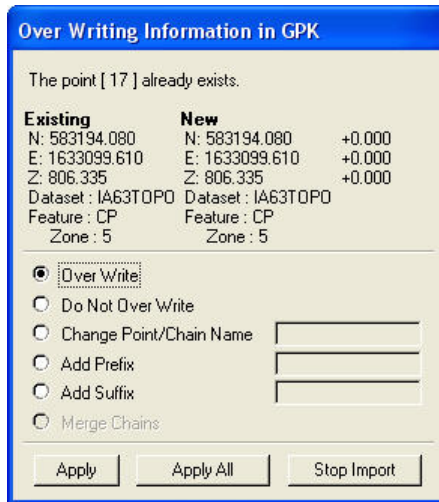 Over Writing Information in GPK
The point [ 17 ] already exists.
Existing New
N: 583194.080 N: 583194.080 +0.000
E: 1633099.610 E: 1633099.610 +0.000
Z: 806.335 Z: 806.335 +0.000
Dataset : IA63TOPO Dataset : IA63TOPO
Feature : CP Feature : CP
Zone : 5 Zone : 5
Over Write
Do Not Over Write
Change Point/Chain Name
Add Prefix
Add Suffix
Merge Chains
Apply Apply All Stop Import